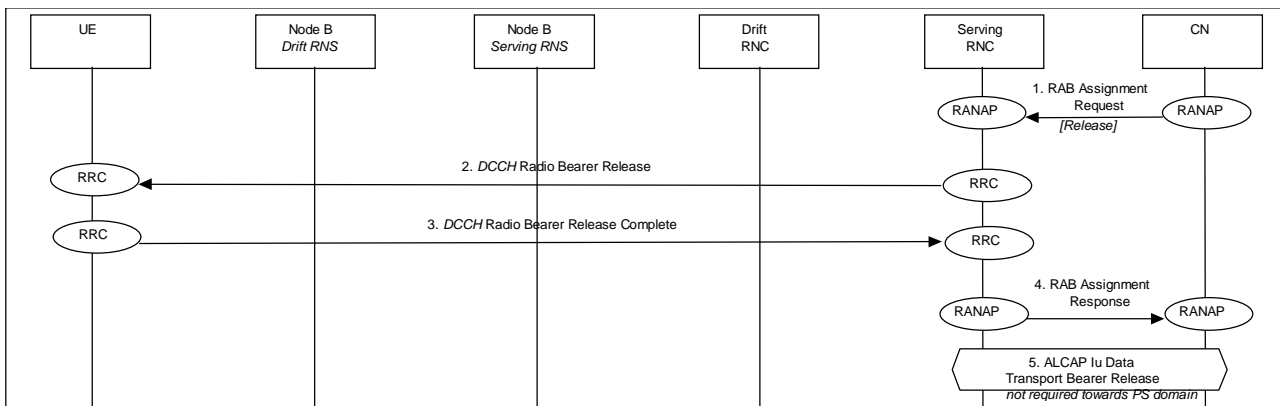 UE
Node B
Drift RNS
Node B
Serving RNS
Drift
RNC
Serving
RNC
CN
1. RAB Assignment
Request
[Release]
RANAP
RANAP
2. DCCH Radio Bearer Release
RRC
RRC
3. DCCH Radio Bearer Release Complete
RRC
RRC
4. RAB Assignment
Response
RANAP
RANAP
5. ALCAP Iu Data
Transport Bearer Release
not required towards PS domain